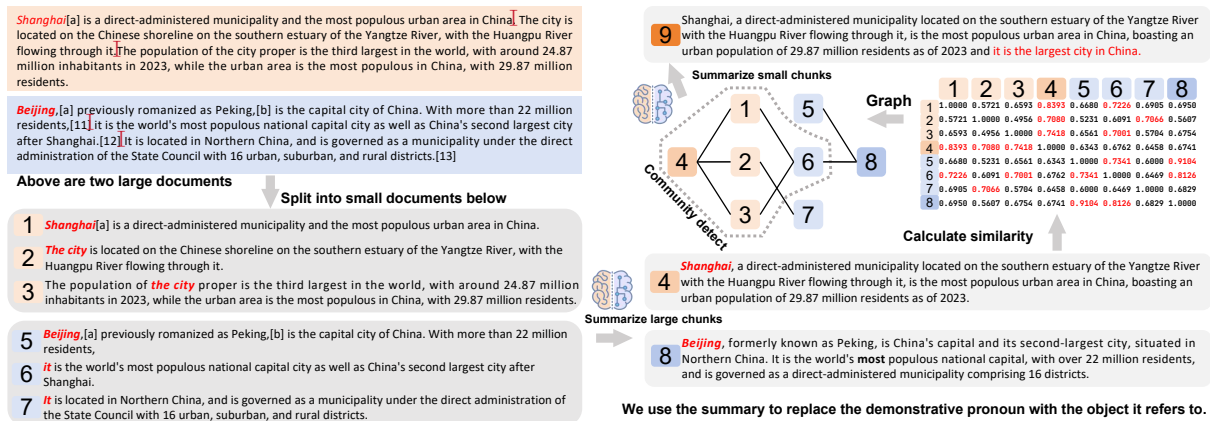 Shanghai[a] is a direct-administered municipality and the most populous urban area in China. The city is
located on the Chinese shoreline on the southern estuary of the Yangtze River, with the Huangpu River
flowing through it. The population of the city proper is the third largest in the world, with around 24.87
million inhabitants in 2023, while the urban area is the most populous in China, with 29.87 million
residents.
Beijing,[a] previously romanized as Peking,[b] is the capital city of China. With more than 22 million
residents,[11] it is the world's most populous national capital city as well as China's second largest city
after Shanghai.[12] It is located in Northern China, and is governed as a municipality under the direct
administration of the State Council with 16 urban, suburban, and rural districts.[13]
Above are two large documents
Split into small documents below
1 Shanghai[a] is a direct-administered municipality and the most populous urban area in China.
2 The city is located on the Chinese shoreline on the southern estuary of the Yangtze River, with the
Huangpu River flowing through it.
3 The population of the city proper is the third largest in the world, with around 24.87 million
inhabitants in 2023, while the urban area is the most populous in China, with 29.87 million residents.
5 Beijing,[a] previously romanized as Peking,[b] is the capital city of China. With more than 22 million
residents,
6 it is the world's most populous national capital city as well as China's second largest city after
Shanghai.
7 It is located in Northern China, and is governed as a municipality under the direct administration of
the State Council with 16 urban, suburban, and rural districts.
Summarize large chunks
9 Shanghai, a direct-administered municipality located on the southern estuary of the Yangtze River
with the Huangpu River flowing through it, is the most populous urban area in China, boasting an
urban population of 29.87 million residents as of 2023 and it is the largest city in China.
Summarize small chunks
1 5
4 2 6 8
3 7
Community detect
Graph
1 2 3 4 5 6 7 8
1 1.0000 0.5721 0.6593 0.8393 0.6680 0.7226 0.6905 0.6950
2 0.5721 1.0000 0.4956 0.7080 0.5231 0.6091 0.7066 0.5607
3 0.6593 0.4956 1.0000 0.7418 0.6561 0.7001 0.5704 0.6754
4 0.8393 0.7080 0.7418 1.0000 0.6343 0.6762 0.6458 0.6741
5 0.6680 0.5231 0.6561 0.6343 1.0000 0.7341 0.6000 0.9104
6 0.7226 0.6091 0.7001 0.6762 0.7341 1.0000 0.6469 0.8126
7 0.6905 0.7066 0.5704 0.6458 0.6000 0.6469 1.0000 0.6829
8 0.6950 0.5607 0.6754 0.6741 0.9104 0.8126 0.6829 1.0000
Calculate similarity
4 Shanghai, a direct-administered municipality located on the southern estuary of the Yangtze River
with the Huangpu River flowing through it, is the most populous urban area in China, boasting an
urban population of 29.87 million residents as of 2023.
8 Beijing, formerly known as Peking, is China's capital and its second-largest city, situated in
Northern China. It is the world's most populous national capital, with over 22 million residents,
and is governed as a direct-administered municipality comprising 16 districts.
We use the summary to replace the demonstrative pronoun with the object it refers to.